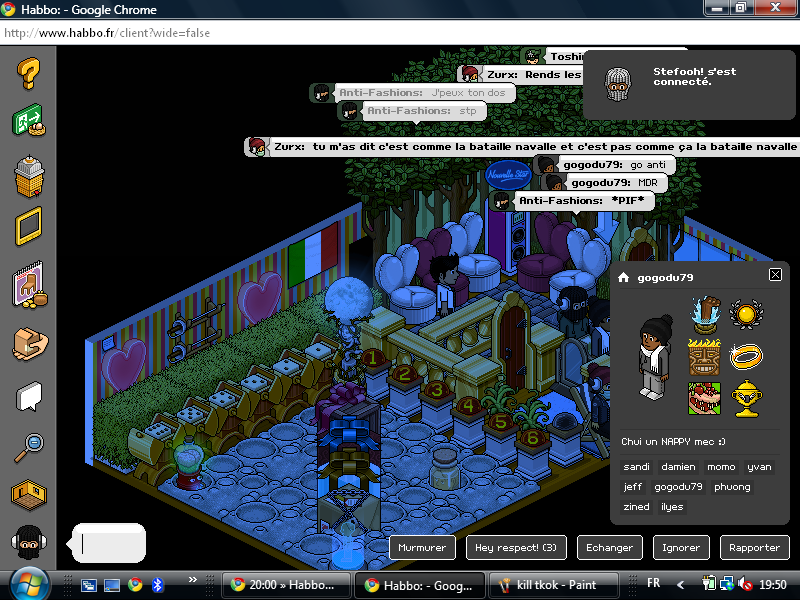 Habbo: - Google Chrome
http://www.habbo.fr/client?wide=false
Toshi
Zurx: Rends les
Stefooh! s'est
connecté.
Anti-Fashions: J'peux ton dos
Anti-Fashions: stp
Zurx: tu m'as dit c'est comme la bataille navalle et c'est pas comme ça la bataille navalle
gogodu79: go anti
Nouvelle Star
gogodu79: MDR
Anti-Fashions: *PIF*
gogodu79
1
2
3
4
5
6
Chui un NAPPY mec :)
sandi damien momo yvan
jeff gogodu79 phuong
zined ilyes
Murmurer
Hey respect! (3)
Echanger
Ignorer
Rapporter
20:00 » Habbo...
Habbo: - Goog...
kill tkok - Paint
FR
19:50